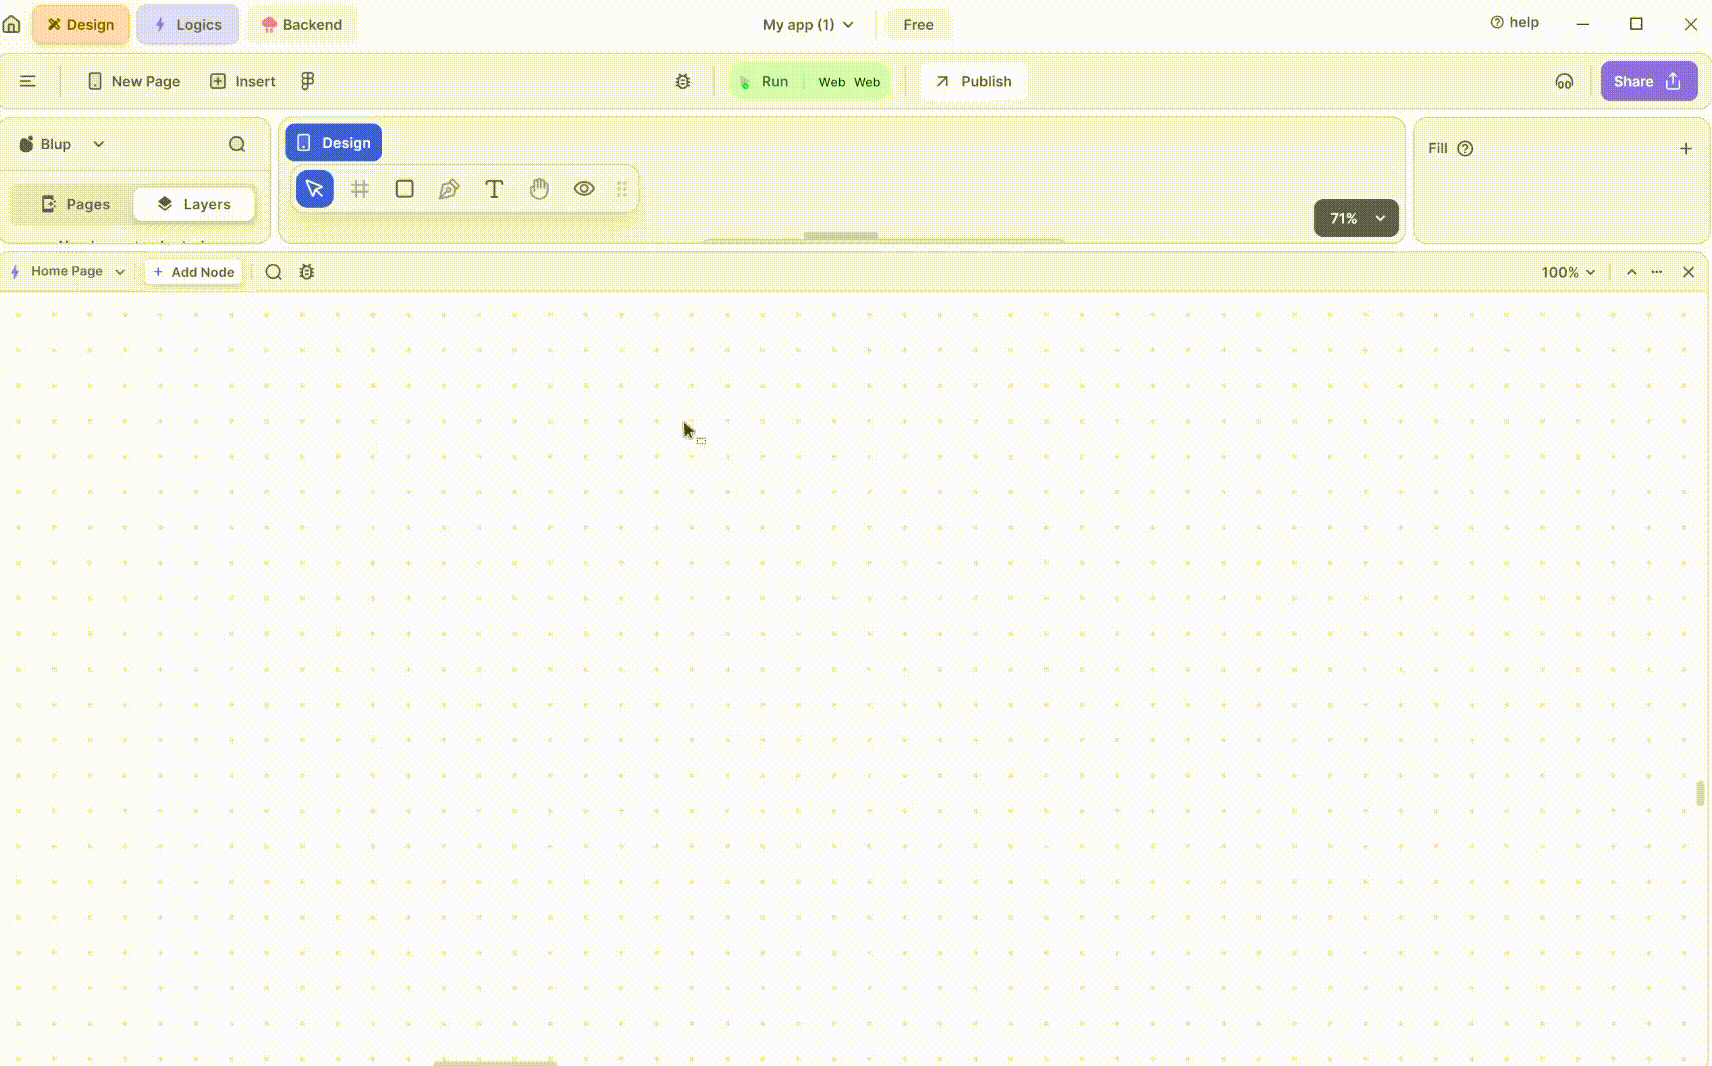 Design Logics Backend My app (1) Free help
New Page Insert Run Web Web Publish Share
Blup Design Fill
Pages Layers
71%
Home Page + Add Node 100%